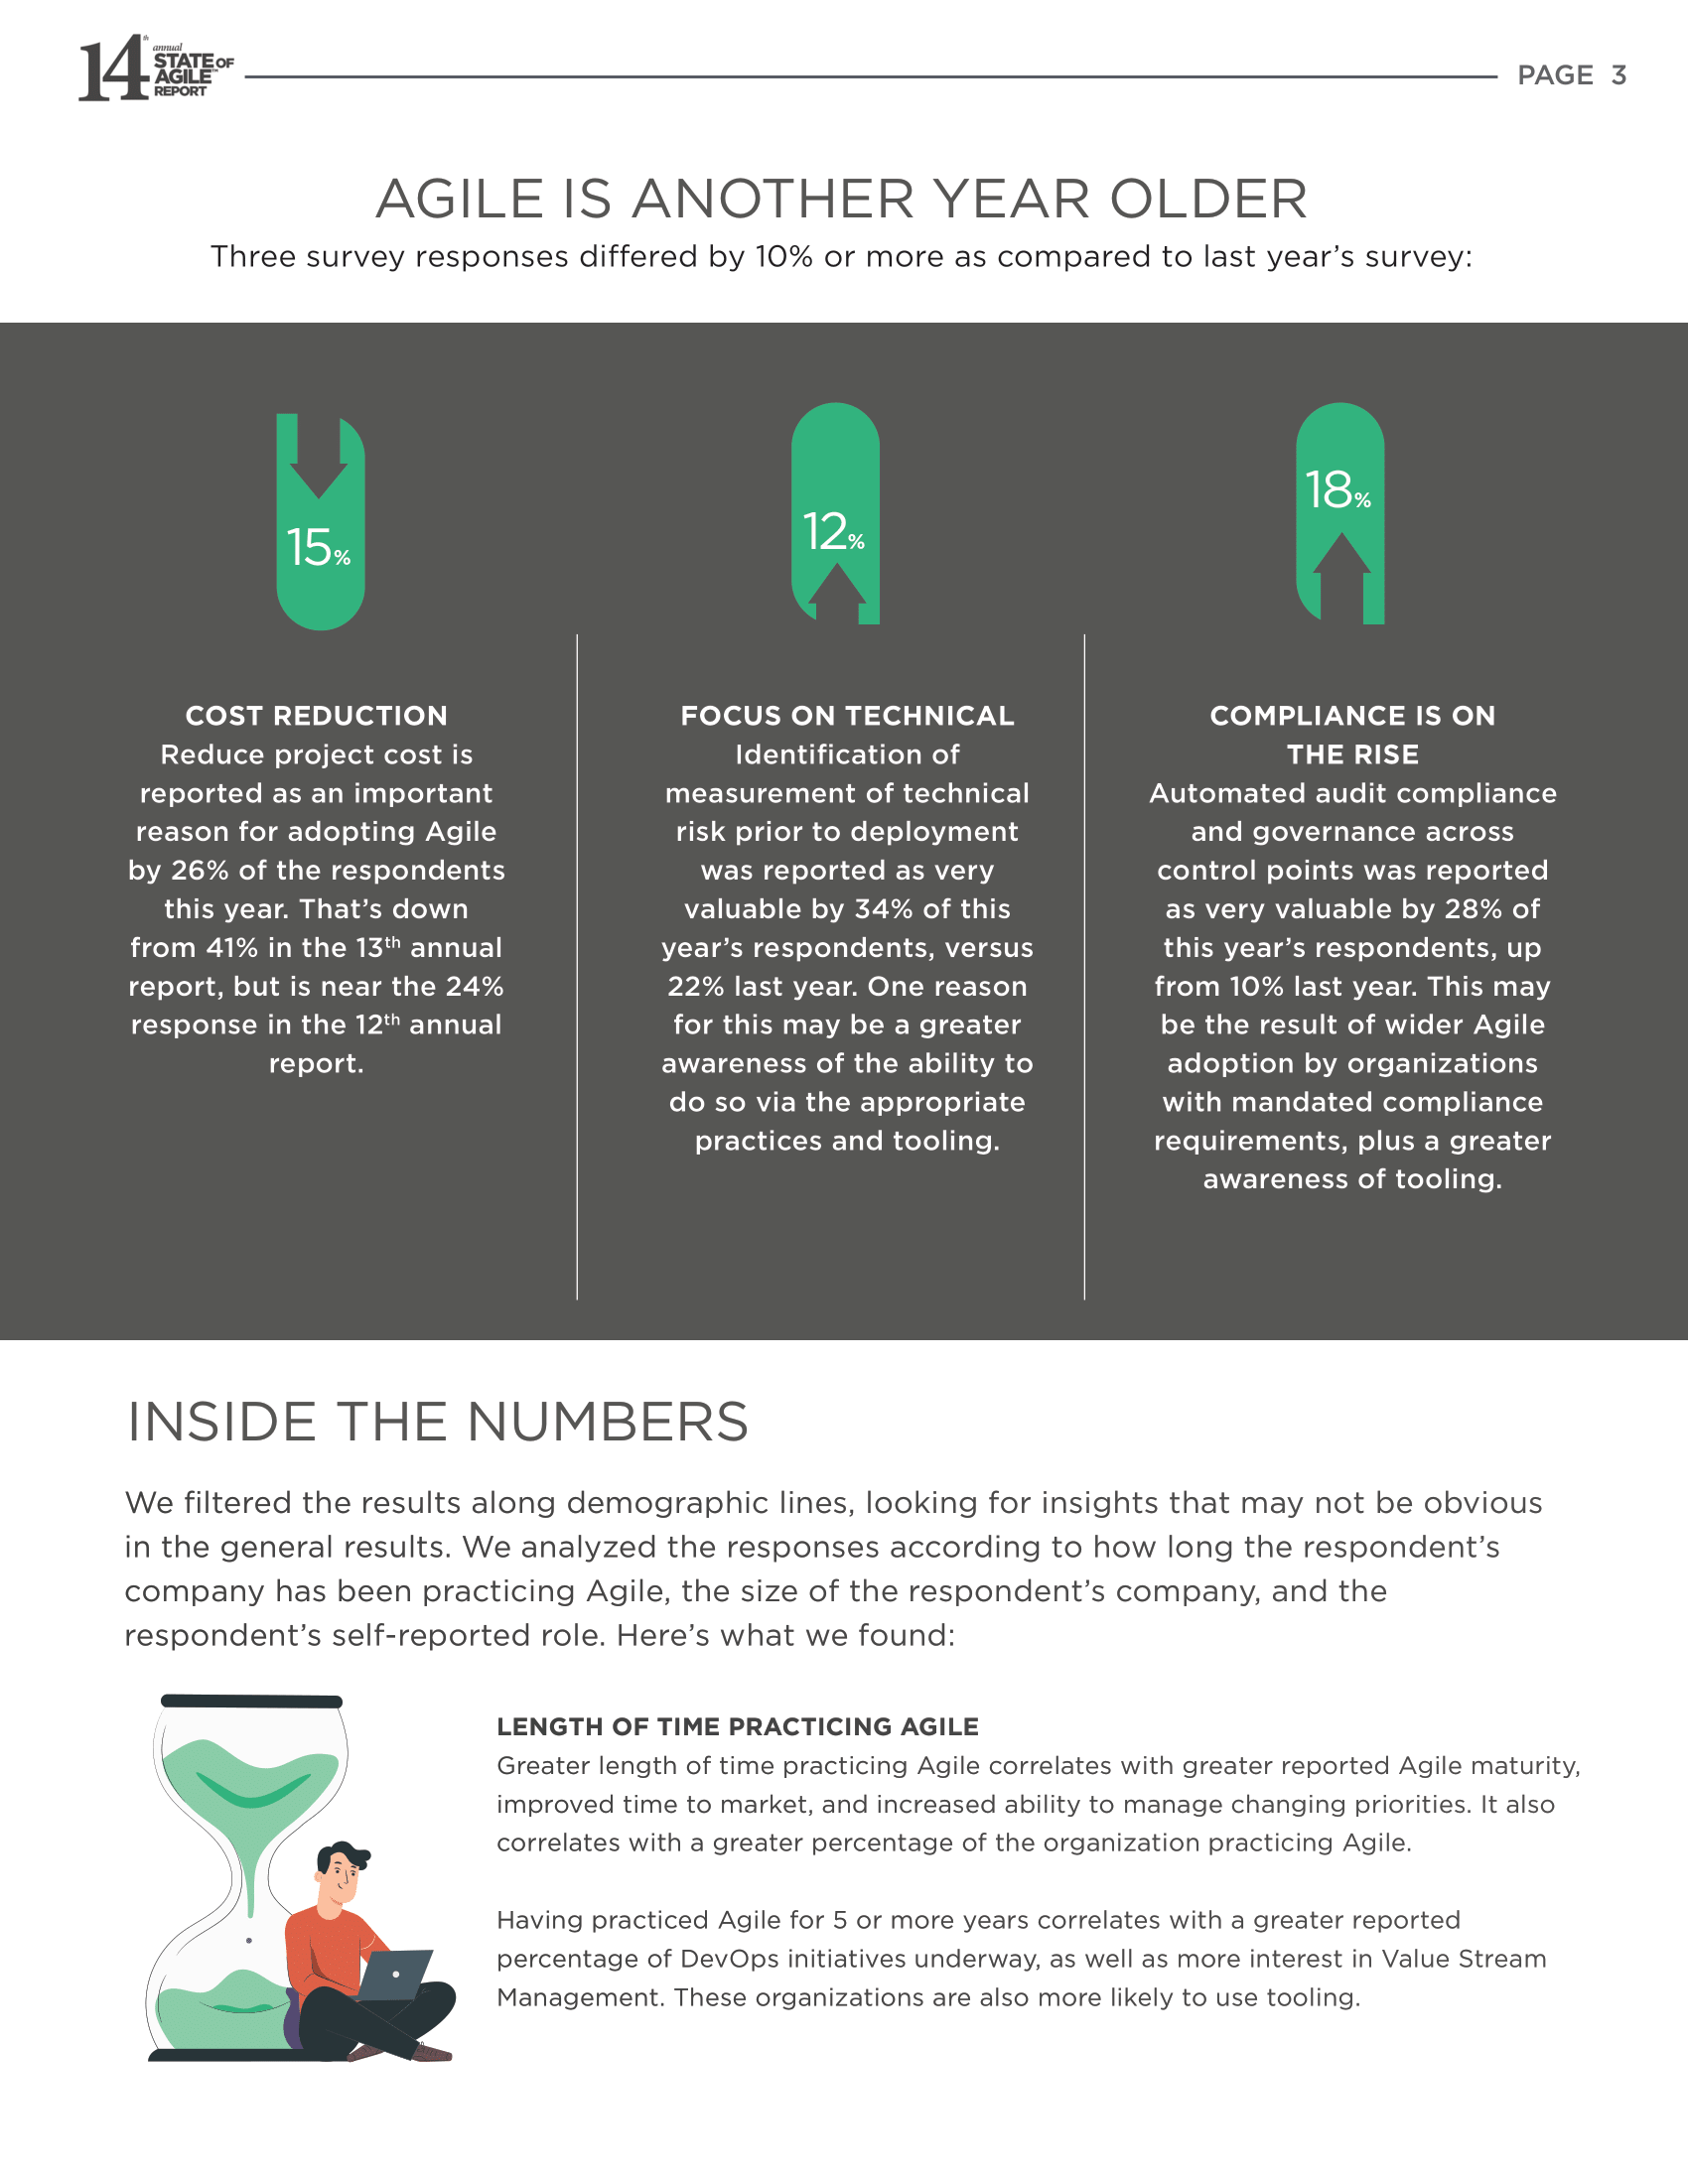 14th annual
STATE OF
AGILE™
REPORT
PAGE 3
AGILE IS ANOTHER YEAR OLDER
Three survey responses differed by 10% or more as compared to last year’s survey:
15%
12%
18%
COST REDUCTION
Reduce project cost is
reported as an important
reason for adopting Agile
by 26% of the respondents
this year. That’s down
from 41% in the 13th annual
report, but is near the 24%
response in the 12th annual
report.
FOCUS ON TECHNICAL
Identification of
measurement of technical
risk prior to deployment
was reported as very
valuable by 34% of this
year’s respondents, versus
22% last year. One reason
for this may be a greater
awareness of the ability to
do so via the appropriate
practices and tooling.
COMPLIANCE IS ON
THE RISE
Automated audit compliance
and governance across
control points was reported
as very valuable by 28% of
this year’s respondents, up
from 10% last year. This may
be the result of wider Agile
adoption by organizations
with mandated compliance
requirements, plus a greater
awareness of tooling.
INSIDE THE NUMBERS
We filtered the results along demographic lines, looking for insights that may not be obvious
in the general results. We analyzed the responses according to how long the respondent’s
company has been practicing Agile, the size of the respondent’s company, and the
respondent’s self-reported role. Here’s what we found:
LENGTH OF TIME PRACTICING AGILE
Greater length of time practicing Agile correlates with greater reported Agile maturity,
improved time to market, and increased ability to manage changing priorities. It also
correlates with a greater percentage of the organization practicing Agile.
Having practiced Agile for 5 or more years correlates with a greater reported
percentage of DevOps initiatives underway, as well as more interest in Value Stream
Management. These organizations are also more likely to use tooling.